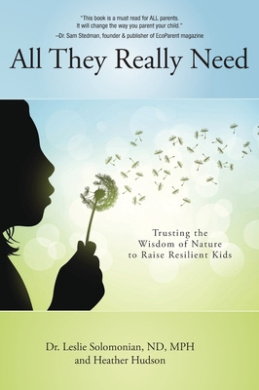 "This book is a must read for ALL parents.
It will change the way you parent your child."
–Dr. Sam Stedman, founder & publisher of EcoParent magazine
All They Really Need
Trusting the
Wisdom of Nature
to Raise Resilient Kids
Dr. Leslie Solomonian, ND, MPH
and Heather Hudson